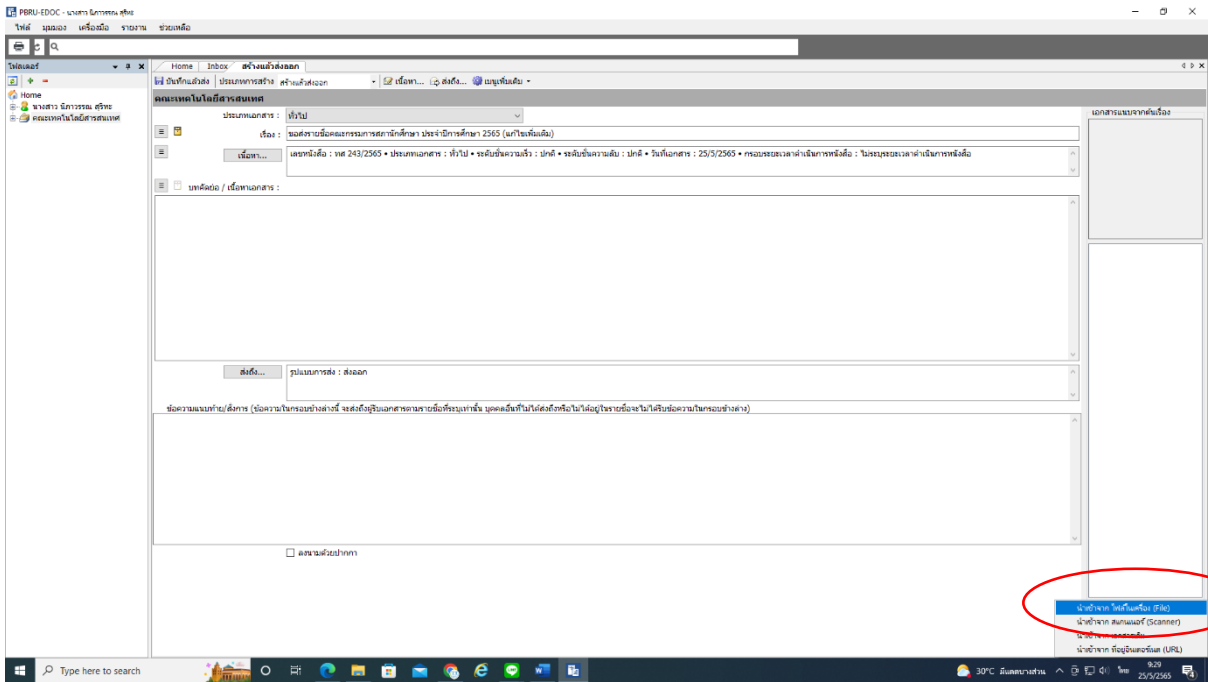 PBRU-EDOC - นางสาว นิภาวรรณ สุริทะ
ไฟล์ มุมมอง เครื่องมือ รายงาน ช่วยเหลือ
โฟลเดอร์
Home Inbox สร้างแล้วส่งออก
บันทึกแล้วส่ง ประเภทการสร้าง สร้างแล้วส่งออก เนื้อหา... ส่งถึง... เมนูเพิ่มเติม
Home
นางสาว นิภาวรรณ
คณะเทคโนโลยีสารสนเทศ
คณะเทคโนโลยีสารสนเทศ
ประเภทเอกสาร : ทั่วไป
เอกสารแนบจากต้นเรื่อง
เรื่อง : ขอส่งรายชื่อคณะกรรมการสภานักศึกษา ประจำปีการศึกษา 2565 (แก้ไขเพิ่มเติม)
เนื้อหา... เลขหนังสือ : ทศ 243/2565 • ประเภทเอกสาร : ทั่วไป • ระดับชั้นความเร็ว : ปกติ • ระดับชั้นความลับ : ปกติ • วันที่เอกสาร : 25/5/2565 • กรอบระยะเวลาดำเนินการหนังสือ : ไม่ระบุระยะเวลาดำเนินการหนังสือ
บทคัดย่อ / เนื้อหาเอกสาร :
ส่งถึง... รูปแบบการส่ง : ส่งออก
ข้อความแนบท้าย/สั่งการ (ข้อความในกรอบข้างล่างนี้ จะส่งถึงผู้รับเอกสารตามรายชื่อที่ระบุเท่านั้น บุคคลอื่นที่ไม่ได้ส่งถึงหรือไม่ได้อยู่ในรายชื่อจะไม่ได้รับข้อความในกรอบข้างล่าง)
ลงนามด้วยปากกา
นำเข้าจาก ไฟล์ในเครื่อง (File)
นำเข้าจาก สแกนเนอร์ (Scanner)
นำเข้าจาก เอกสารเดิม
นำเข้าจาก ที่อยู่อินเตอร์เนต (URL)
Type here to search
30°C มีแดดบางส่วน ไทย 9:29
25/5/2565